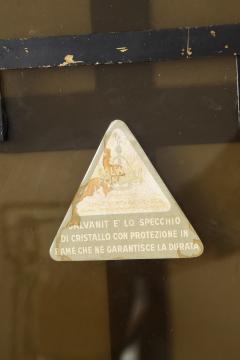 GALVANIT E' LO SPECCHIO
DI CRISTALLO CON PROTEZIONE IN
RAME CHE NE GARANTISCE LA DURATA